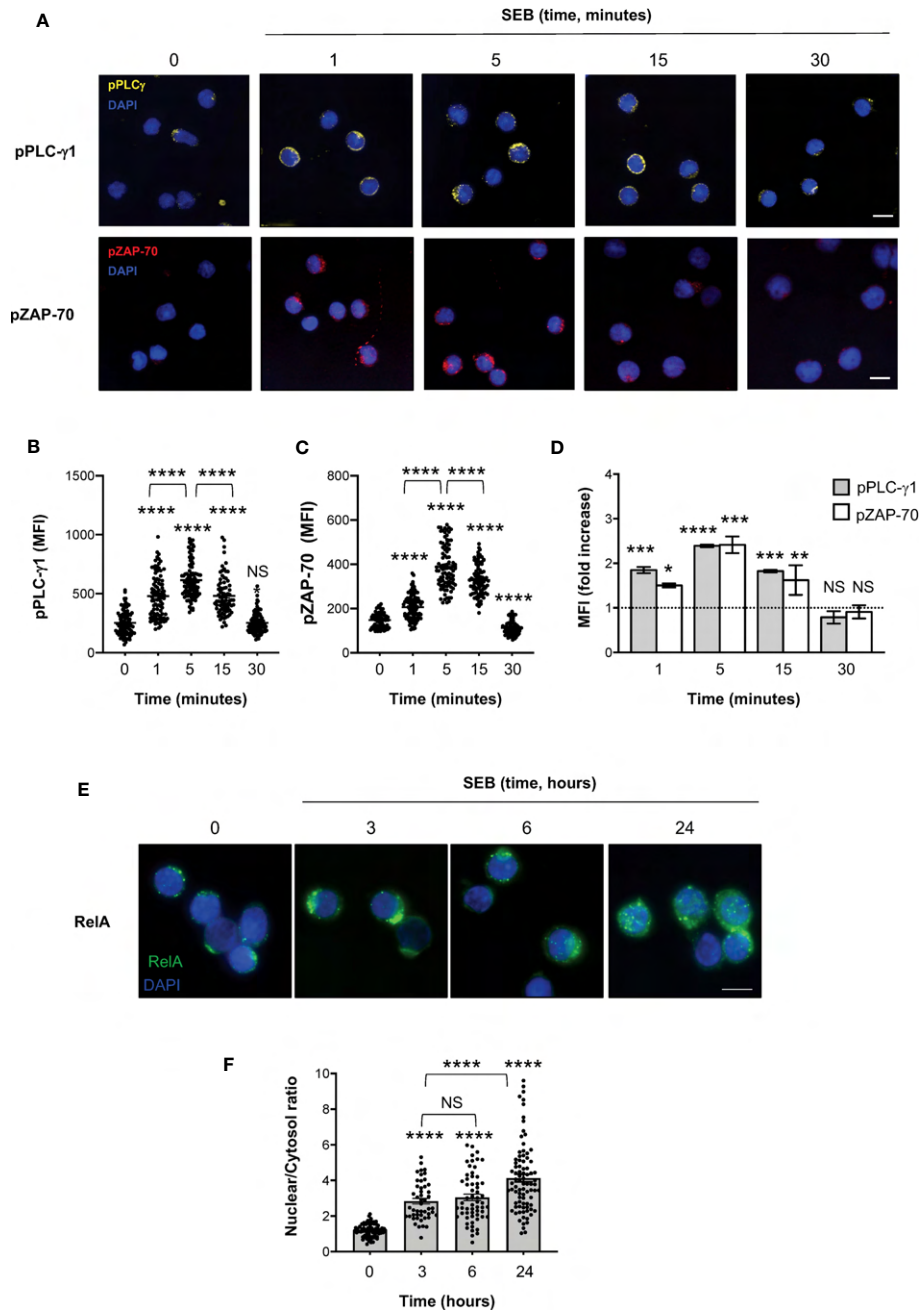 A
SEB (time, minutes)
0 1 5 15 30
pPLCγ
DAPI
pPLC-γ1
pZAP-70
DAPI
pZAP-70
B
pPLC-γ1 (MFI)
1500
1000
500
0
**** ****
**** **** **** NS
0 1 5 15 30
Time (minutes)
C
pZAP-70 (MFI)
800
600
400
200
0
**** ****
**** **** **** ****
0 1 5 15 30
Time (minutes)
D
MFI (fold increase)
4
3
2
1
0
pPLC-γ1
pZAP-70
*** * **** *** *** ** NS NS
1 5 15 30
Time (minutes)
E
SEB (time, hours)
0 3 6 24
RelA
RelA
DAPI
F
Nuclear/Cytosol ratio
10
8
6
4
2
0
**** ****
NS
**** ****
0 3 6 24
Time (hours)